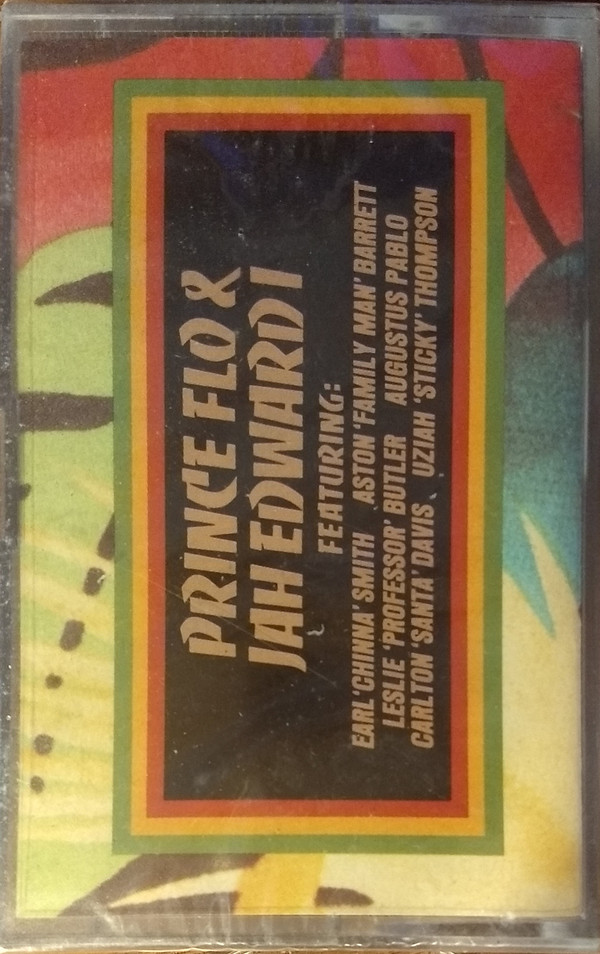 PRINCE FLO &
JAH EDWARD I
FEATURING:
EARL 'CHINNA' SMITH ASTON 'FAMILY MAN' BARRETT
LESLIE 'PROFESSOR' BUTLER AUGUSTUS PABLO
CARLTON 'SANTA' DAVIS UZIAH 'STICKY' THOMPSON